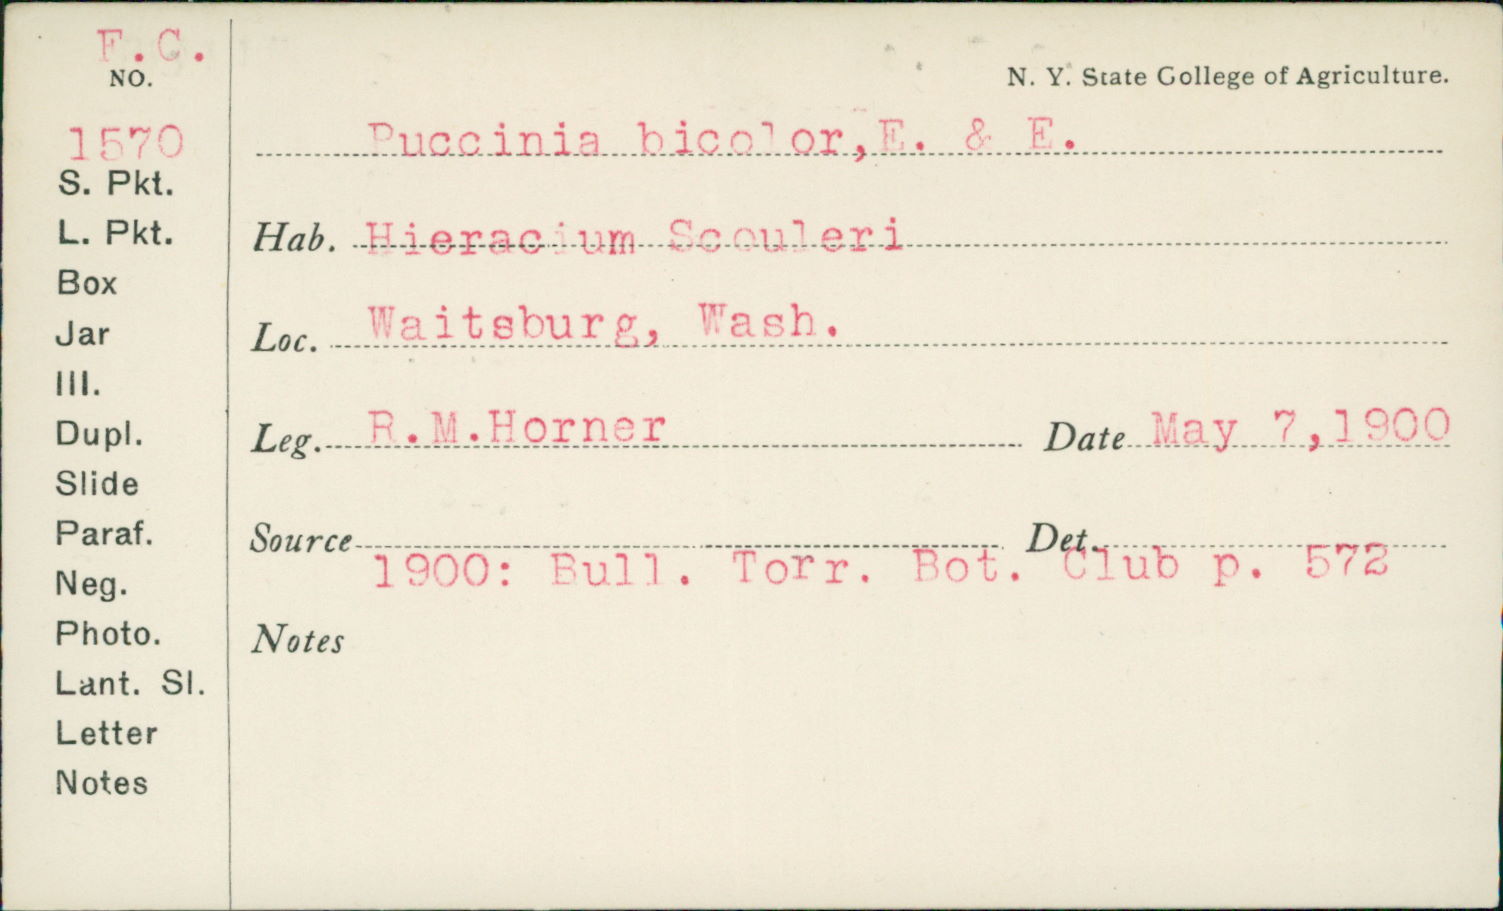 F.C.
NO.
1570
S. Pkt.
L. Pkt.
Box
Jar
Ill.
Dupl.
Slide
Paraf.
Neg.
Photo.
Lant. Sl.
Letter
Notes
N. Y. State College of Agriculture.
Puccinia bicolor,E. & E.
Hab. Hieracium Scouleri
Loc. Waitsburg, Wash.
Leg. R.M.Horner Date May 7,1900
Source Det.
1900: Bull. Torr. Bot. Club p. 572
Notes